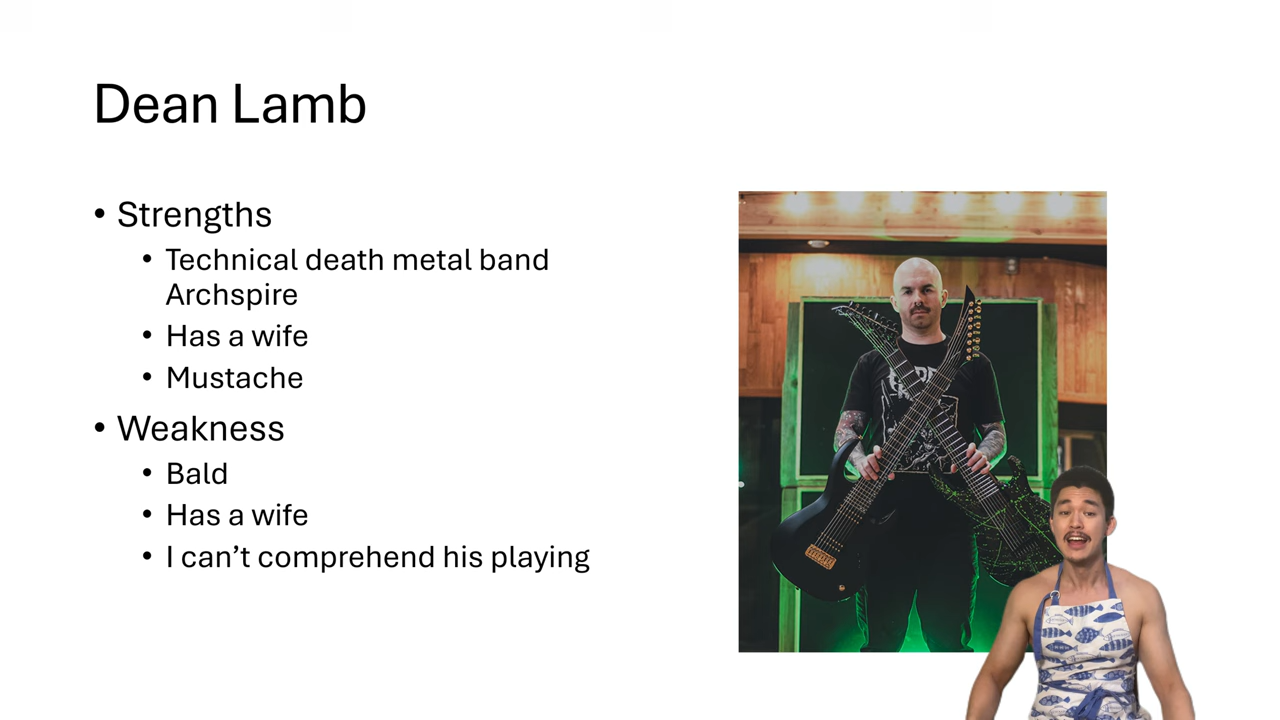 Dean Lamb
• Strengths
• Technical death metal band
Archspire
• Has a wife
• Mustache
• Weakness
• Bald
• Has a wife
• I can’t comprehend his playing